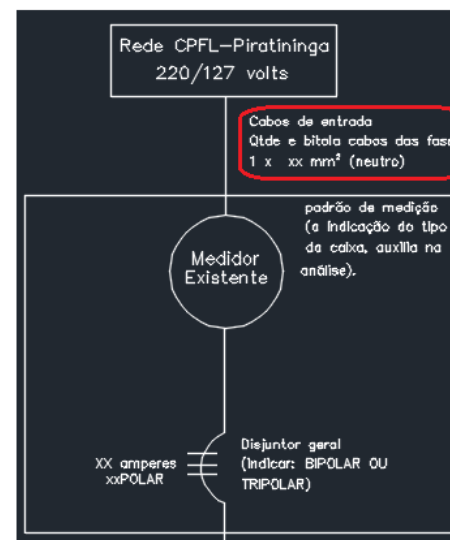 Rede CPFL-Piratininga
220/127 volts
Cabos de entrada
Qtde e bitola cabos das
1 x xx mm² (neutro)
padrão de medição
(a indicação do tipo
da caixa, auxilia na
análise).
Medidor
Existente
XX amperes
xxPOLAR
Disjuntor geral
(indicar: BIPOLAR OU
TRIPOLAR)